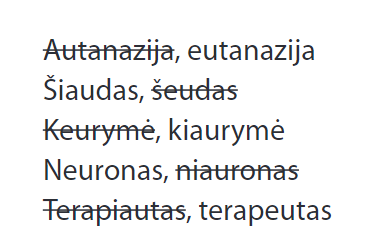 Autanazija, eutanazija
Šiaudas, šeudas
Keurymė, kiaurymė
Neuronas, niauronas
Terapiautas, terapeutas